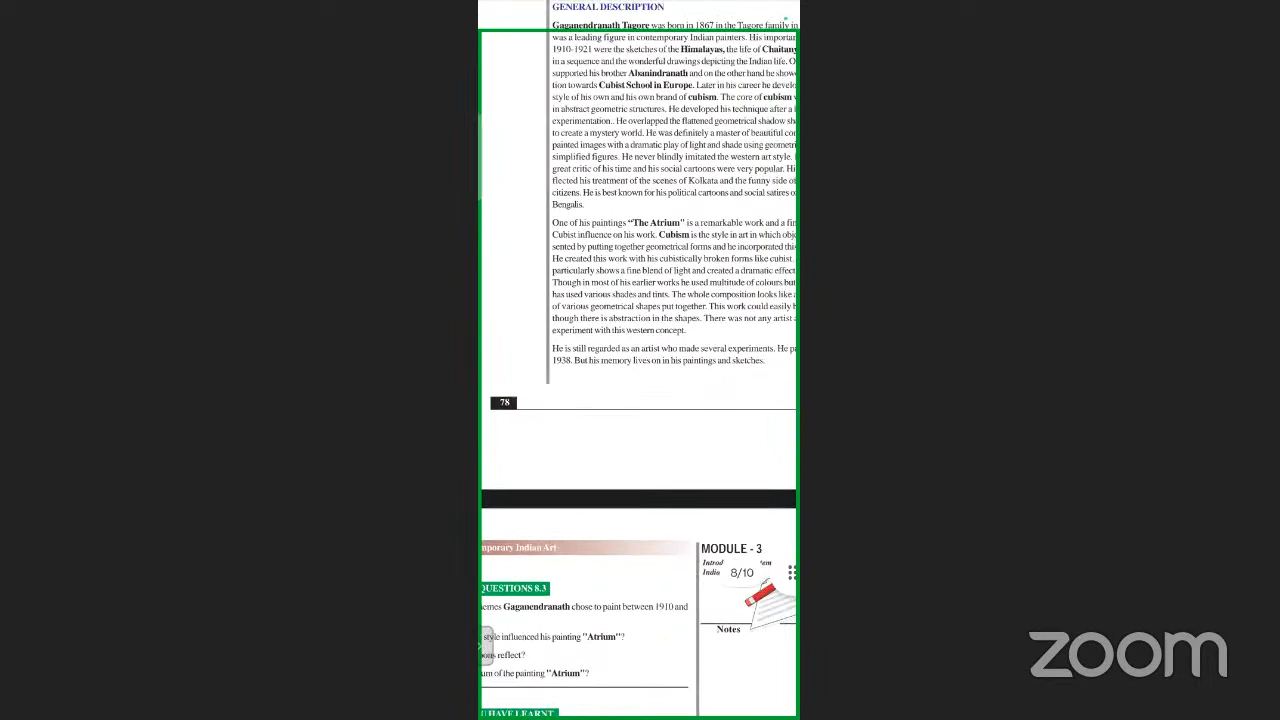 GENERAL DESCRIPTION
Gaganendranath Tagore was born in 1867 in the Tagore family in
was a leading figure in contemporary Indian painters. His importan
1910-1921 were the sketches of the Himalayas, the life of Chaitany
in a sequence and the wonderful drawings depicting the Indian life. O
supported his brother Abanindranath and on the other hand he show
tion towards Cubist School in Europe. Later in his career he develo
style of his own and his own brand of cubism. The core of cubism
in abstract geometric structures. He developed his technique after a
experimentation.. He overlapped the flattened geometrical shadow sh
to create a mystery world. He was definitely a master of beautiful co
painted images with a dramatic play of light and shade using geometri
simplified figures. He never blindly imitated the western art style.
great critic of his time and his social cartoons were very popular. Hi
flected his treatment of the scenes of Kolkata and the funny side of
citizens. He is best known for his political cartoons and social satires o
Bengalis.
One of his paintings “The Atrium” is a remarkable work and a fin
Cubist influence on his work. Cubism is the style in art in which obj
sented by putting together geometrical forms and he incorporated this
He created this work with his cubistically broken forms like cubist.
particularly shows a fine blend of light and created a dramatic effect
Though in most of his earlier works he used multitude of colours but
has used various shades and tints. The whole composition looks like
of various geometrical shapes put together. This work could easily b
though there is abstraction in the shapes. There was not any artist
experiment with this western concept.
He is still regarded as an artist who made several experiments. He pa
1938. But his memory lives on in his paintings and sketches.
78
mporary Indian Art
MODULE - 3
Introd em
India 8/10
QUESTIONS 8.3
emes Gaganendranath chose to paint between 1910 and
Notes
style influenced his painting "Atrium"?
ons reflect?
um of the painting "Atrium"?
U HAVE LEARNT
zoom